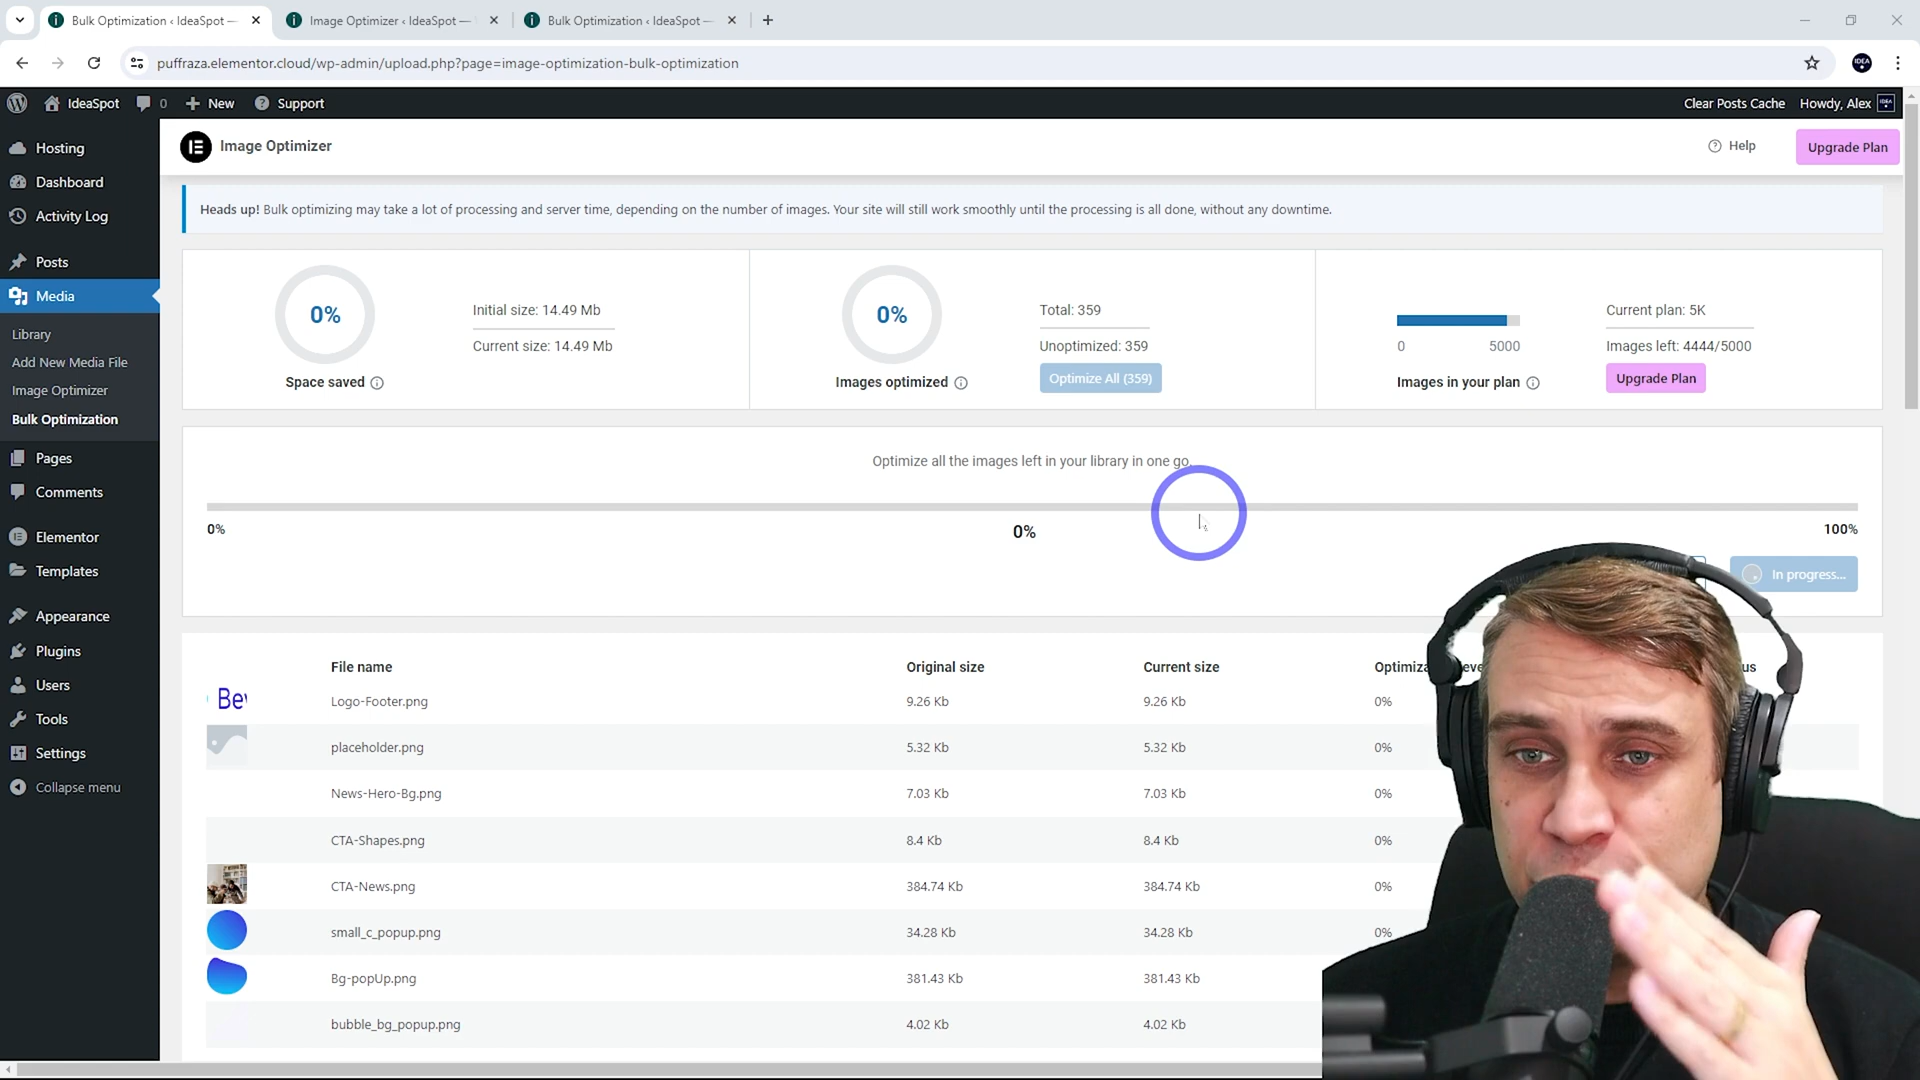 Bulk Optimization ‹ IdeaSpot —
Image Optimizer ‹ IdeaSpot —
Bulk Optimization ‹ IdeaSpot —
puffraza.elementor.cloud/wp-admin/upload.php?page=image-optimization-bulk-optimization
IdeaSpot
0
New
Support
Clear Posts Cache
Howdy, Alex
Hosting
Dashboard
Activity Log
Posts
Media
Library
Add New Media File
Image Optimizer
Bulk Optimization
Pages
Comments
Elementor
Templates
Appearance
Plugins
Users
Tools
Settings
Collapse menu
Image Optimizer
Help
Upgrade Plan
Heads up! Bulk optimizing may take a lot of processing and server time, depending on the number of images. Your site will still work smoothly until the processing is all done, without any downtime.
0%
Space saved
Initial size: 14.49 Mb
Current size: 14.49 Mb
0%
Images optimized
Total: 359
Unoptimized: 359
Optimize All (359)
0 5000
Images in your plan
Current plan: 5K
Images left: 4444/5000
Upgrade Plan
Optimize all the images left in your library in one go.
0% 0% 100%
In progress...
File name Original size Current size
Bev Logo-Footer.png 9.26 Kb 9.26 Kb 0%
placeholder.png 5.32 Kb 5.32 Kb 0%
News-Hero-Bg.png 7.03 Kb 7.03 Kb 0%
CTA-Shapes.png 8.4 Kb 8.4 Kb 0%
CTA-News.png 384.74 Kb 384.74 Kb 0%
small_c_popup.png 34.28 Kb 34.28 Kb 0%
Bg-popUp.png 381.43 Kb 381.43 Kb
bubble_bg_popup.png 4.02 Kb 4.02 Kb